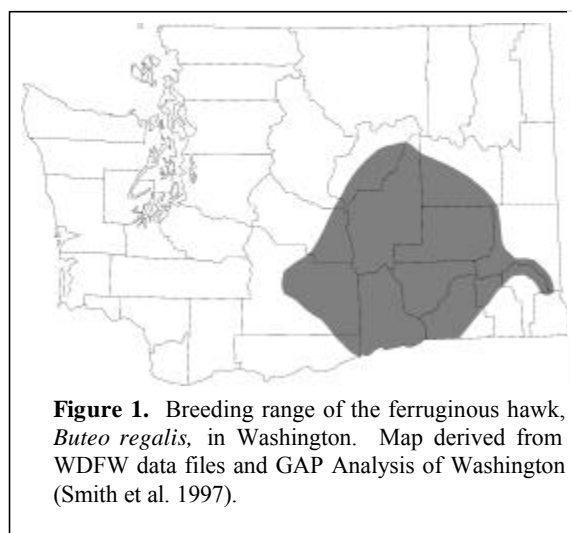 Figure 1. Breeding range of the ferruginous hawk,
Buteo regalis, in Washington. Map derived from
WDFW data files and GAP Analysis of Washington
(Smith et al. 1997).